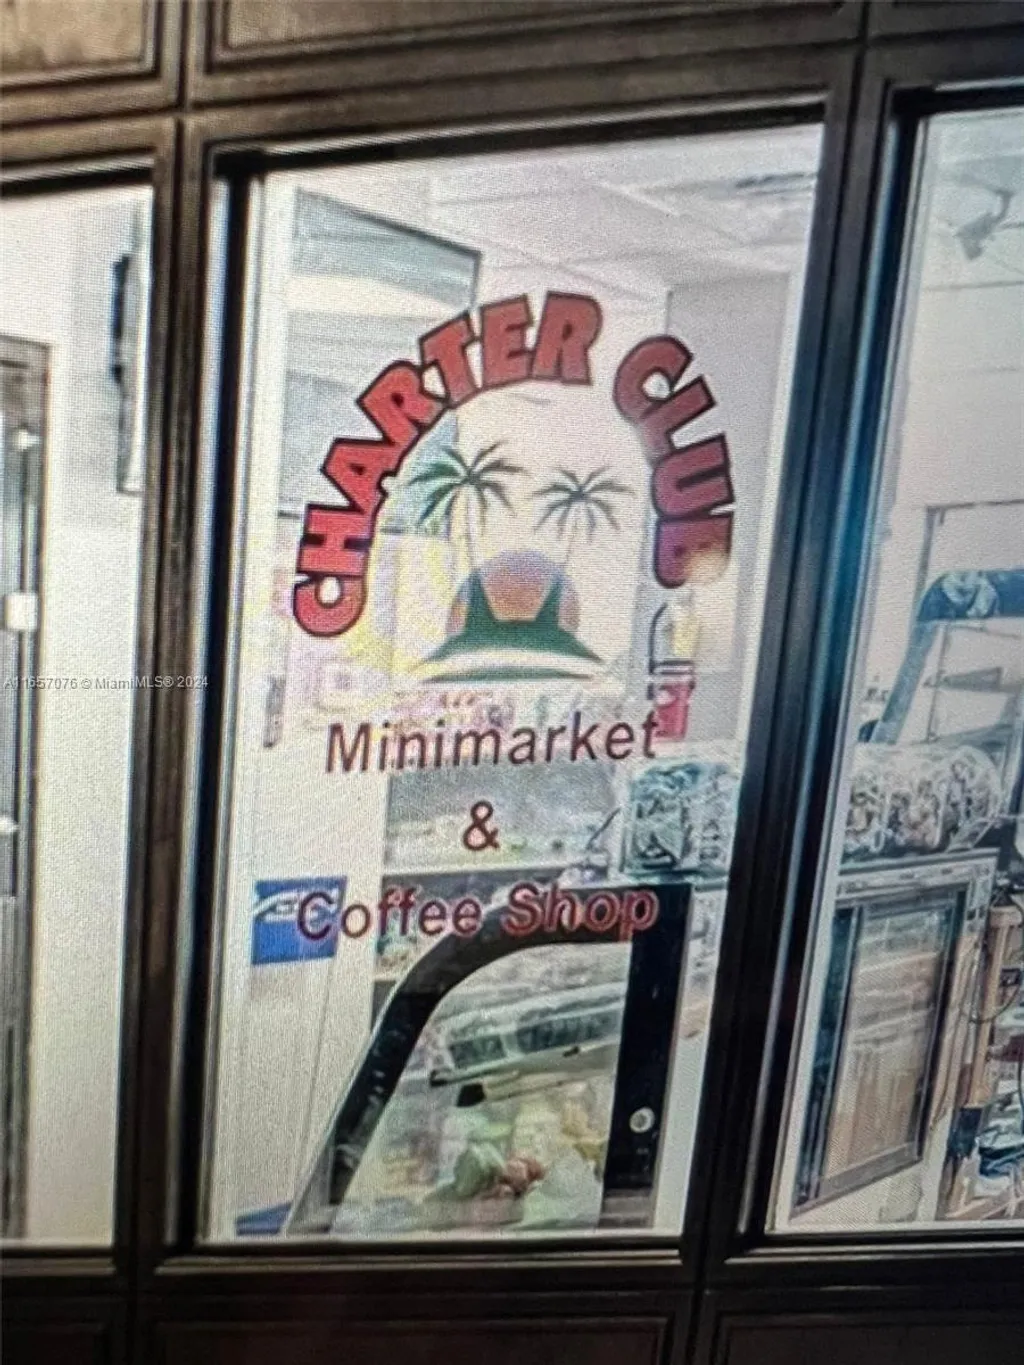 CHARTER CLUB
A11657076 © MiamiMLS® 2024
Minimarket
&
Coffee Shop